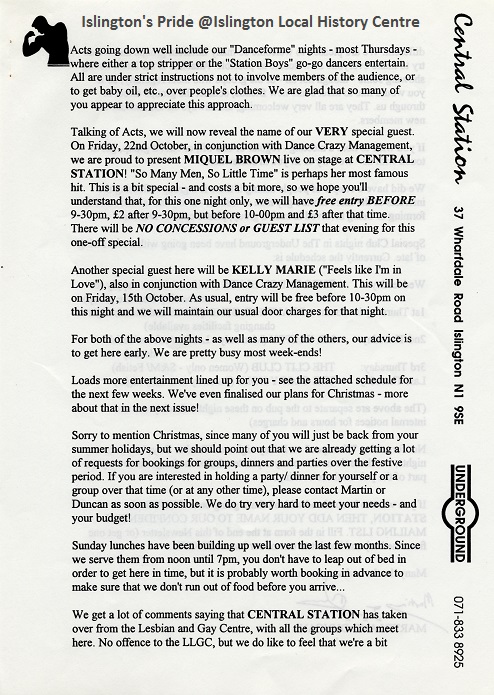 Islington's Pride @Islington Local History Centre
Acts going down well include our "Danceforme" nights - most Thursdays -
where either a top stripper or the "Station Boys" go-go dancers entertain.
All are under strict instructions not to involve members of the audience, or
to get baby oil, etc., over people's clothes. We are glad that so many of
you appear to appreciate this approach.
Talking of Acts, we will now reveal the name of our VERY special guest.
On Friday, 22nd October, in conjunction with Dance Crazy Management,
we are proud to present MIQUEL BROWN live on stage at CENTRAL
STATION! "So Many Men, So Little Time" is perhaps her most famous
hit. This is a bit special - and costs a bit more, so we hope you'll
understand that, for this one night only, we will have free entry BEFORE
9-30pm, £2 after 9-30pm, but before 10-00pm and £3 after that time.
There will be NO CONCESSIONS or GUEST LIST that evening for this
one-off special.
Another special guest here will be KELLY MARIE ("Feels like I'm in
Love"), also in conjunction with Dance Crazy Management. This will be
on Friday, 15th October. As usual, entry will be free before 10-30pm on
this night and we will maintain our usual door charges for that night.
For both of the above nights - as well as many of the others, our advice is
to get here early. We are pretty busy most week-ends!
Loads more entertainment lined up for you - see the attached schedule for
the next few weeks. We've even finalised our plans for Christmas - more
about that in the next issue!
Sorry to mention Christmas, since many of you will just be back from your
summer holidays, but we should point out that we are already getting a lot
of requests for bookings for groups, dinners and parties over the festive
period. If you are interested in holding a party/ dinner for yourself or a
group over that time (or at any other time), please contact Martin or
Duncan as soon as possible. We do try very hard to meet your needs - and
your budget!
Sunday lunches have been building up well over the last few months. Since
we serve them from noon until 7pm, you don't have to leap out of bed in
order to get here in time, but it is probably worth booking in advance to
make sure that we don't run out of food before you arrive...
We get a lot of comments saying that CENTRAL STATION has taken
over from the Lesbian and Gay Centre, with all the groups which meet
here. No offence to the LLGC, but we do like to feel that we're a bit
Central Station
37 Wharfdale Road Islington N1 9SE
UNDERGROUND
071-833 8925